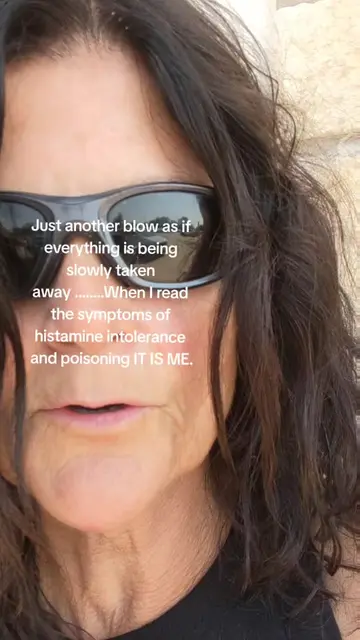 Just another blow as if
everything is being
slowly taken
away ........When I read
the symptoms of
histamine intolerance
and poisoning IT IS ME.